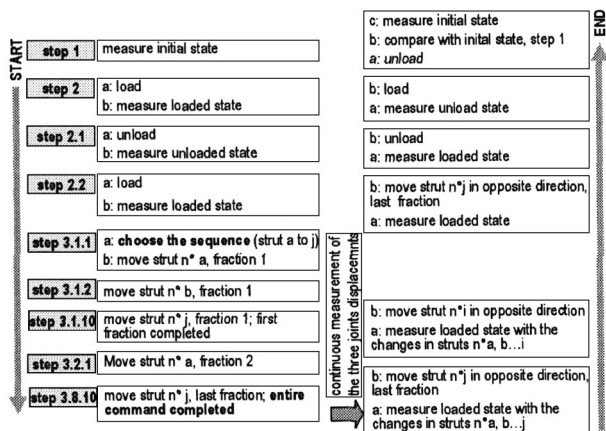 START
step 1
measure initial state
step 2
a: load
b: measure loaded state
step 2.1
a: unload
b: measure unloaded state
step 2.2
a: load
b: measure loaded state
step 3.1.1
a: choose the sequence (strut a to j)
b: move strut n° a, fraction 1
step 3.1.2
move strut n° b, fraction 1
step 3.1.10
move strut n° j, fraction 1; first
fraction completed
step 3.2.1
Move strut n° a, fraction 2
step 3.8.10
move strut n° j, last fraction; entire
command completed
continuous measurement of
the three joints displacemnts
END
c: measure initial state
b: compare with inital state, step 1
a: unload
b: load
a: measure unload state
b: unload
a: measure loaded state
b: move strut n°j in opposite direction,
last fraction
a: measure loaded state
b: move strut n°i in opposite direction
a: measure loaded state with the
changes in struts n°a, b...i
b: move strut n°j in opposite direction,
last fraction
a: measure loaded state with the
changes in struts n°a, b...j